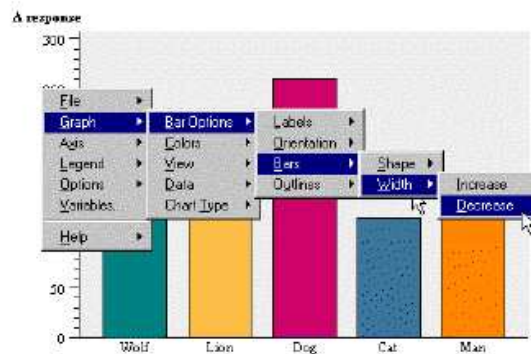 Δ response
300
File
Graph
Axis
Legend
Options
Variables
Help
Bar Options
Colors
View
Data
Chart Type
Labels
Orientation
Bars
Outlines
Shape
Width
Increase
Decrease
50
0
Wolf Lion Dog Cat Man